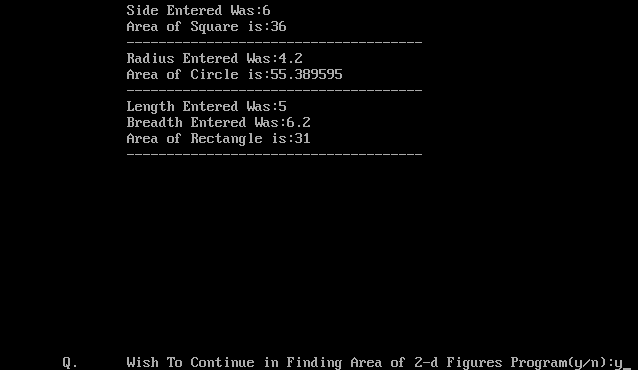 Side Entered Was:6
Area of Square is:36
-------------------------------------
Radius Entered Was:4.2
Area of Circle is:55.389595
-------------------------------------
Length Entered Was:5
Breadth Entered Was:6.2
Area of Rectangle is:31
-------------------------------------
Q. Wish To Continue in Finding Area of 2-d Figures Program(y/n):y_